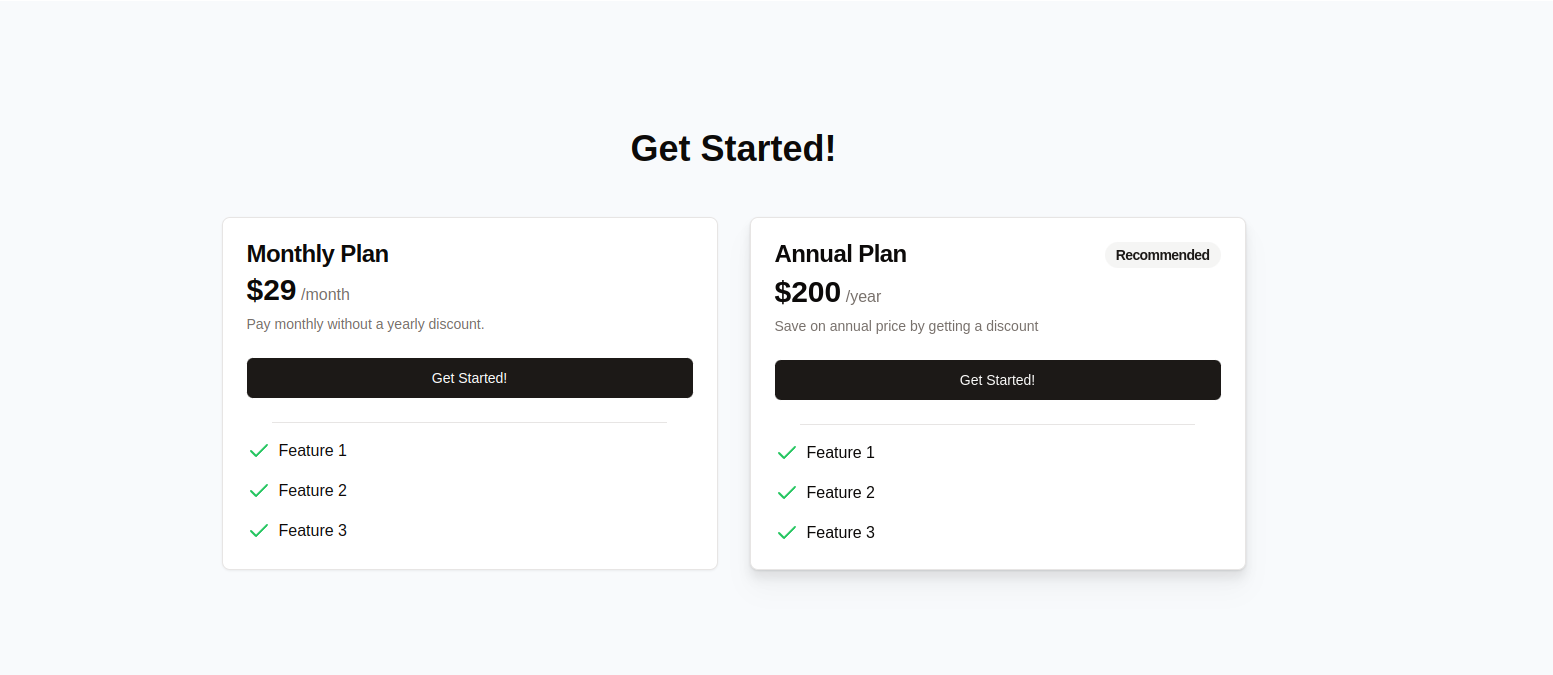 Get Started!
Monthly Plan
$29 /month
Pay monthly without a yearly discount.
Get Started!
Feature 1
Feature 2
Feature 3
Annual Plan
Recommended
$200 /year
Save on annual price by getting a discount
Get Started!
Feature 1
Feature 2
Feature 3